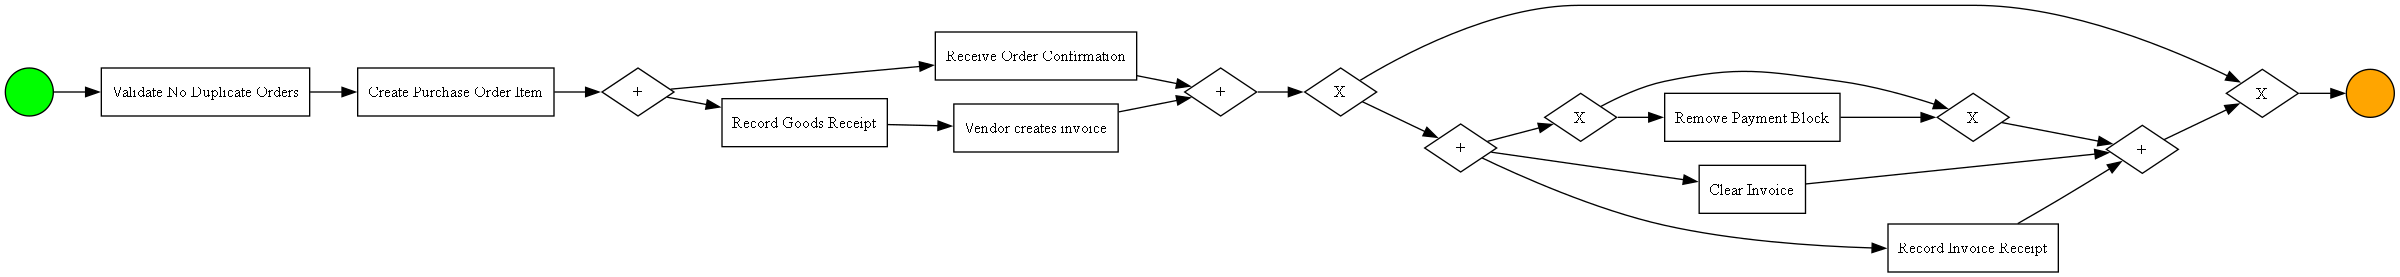 Validate No Duplicate Orders
Create Purchase Order Item
+
Receive Order Confirmation
Record Goods Receipt
Vendor creates invoice
+
X
+
X
Remove Payment Block
X
Clear Invoice
Record Invoice Receipt
+
X